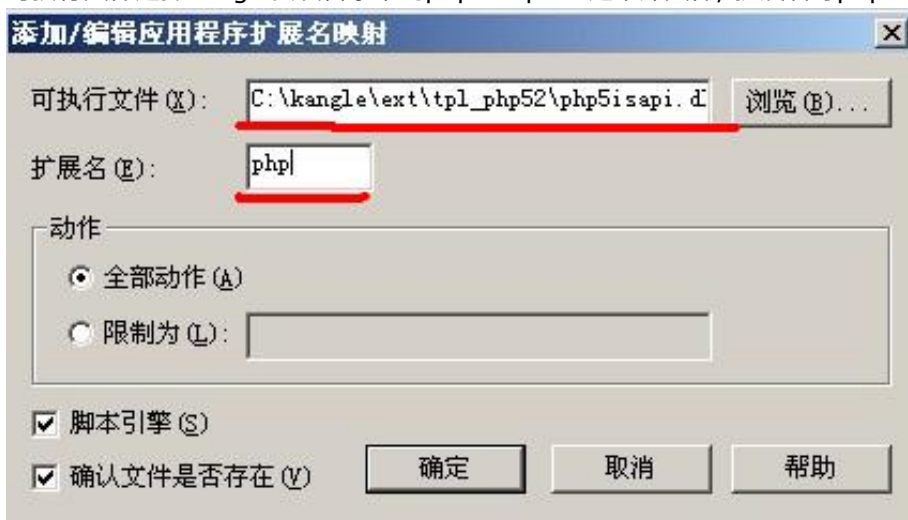 添加/编辑应用程序扩展名映射
可执行文件(X): C:\kangle\ext\tpl_php52\php5isapi.d 浏览(B)...
扩展名(E): php
动作
全部动作(A)
限制为(L):
脚本引擎(S)
确认文件是否存在(V) 确定 取消 帮助